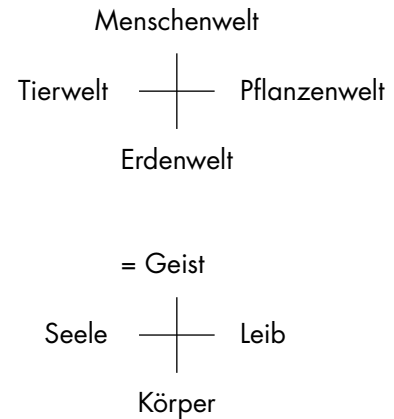 Menschenwelt
Tierwelt Pflanzenwelt
Erdenwelt
= Geist
Seele Leib
Körper